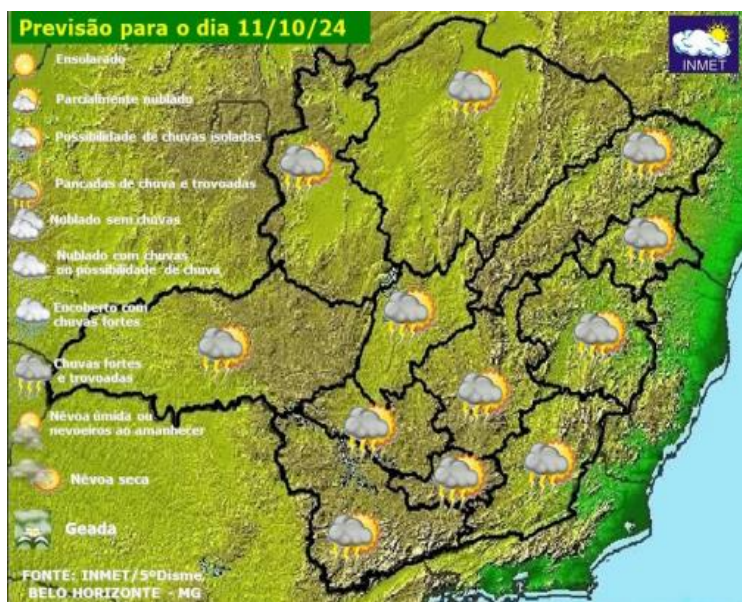 Previsão para o dia 11/10/24
INMET
Ensolarado
Parcialmente nublado
Possibilidade de chuvas isoladas
Pancadas de chuva e trovoadas
Nublado sem chuvas
Nublado com chuvas
ou possibilidade de chuva
Encoberto com
chuvas fortes
Chuvas fortes
e trovoadas
Névoa úmida ou
nevoeiros ao amanhecer
Névoa seca
Geada
FONTE: INMET/5ºDisme,
BELO HORIZONTE - MG